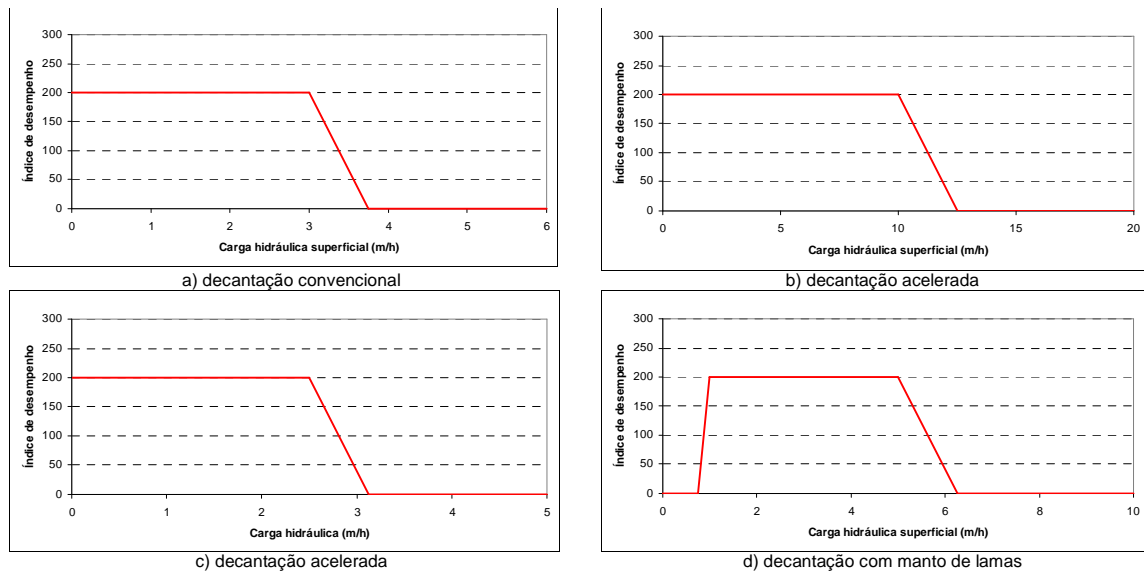 300
250
200
150
100
50
0
Índice de desempenho
0 1 2 3 4 5 6
Carga hidráulica superficial (m/h)
a) decantação convencional
300
250
200
150
100
50
0
Índice de desempenho
0 5 10 15 20
Carga hidráulica superficial (m/h)
b) decantação acelerada
300
250
200
150
100
50
0
Índice de desempenho
0 1 2 3 4 5
Carga hidráulica (m/h)
c) decantação acelerada
300
250
200
150
100
50
0
Índice de desempenho
0 2 4 6 8 10
Carga hidráulica superficial (m/h)
d) decantação com manto de lamas